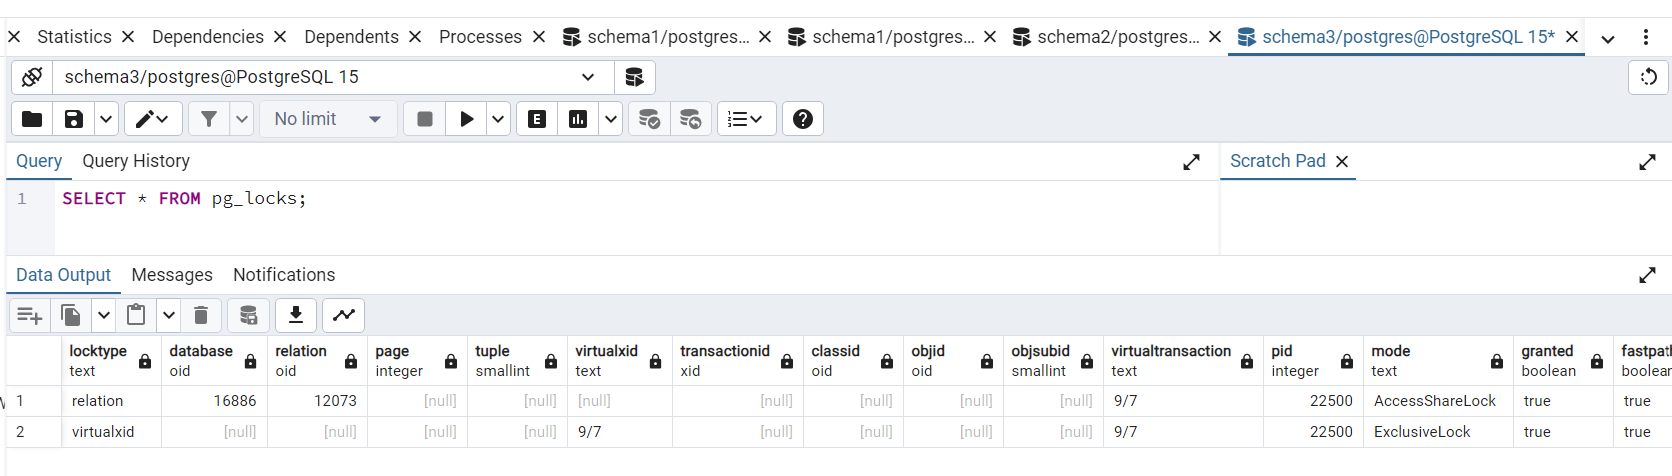 Statistics Dependencies Dependents Processes schema1/postgres... schema1/postgres... schema2/postgres... schema3/postgres@PostgreSQL 15*
schema3/postgres@PostgreSQL 15
No limit E
Query Query History Scratch Pad
1 SELECT * FROM pg_locks;
Data Output Messages Notifications
locktype database relation page tuple virtualxid transactionid classid objid objsubid virtualtransaction pid mode granted fastpath
text oid oid integer smallint text xid oid oid smallint text integer text boolean boolean
1 relation 16886 12073 [null] [null] [null] [null] [null] [null] [null] 9/7 22500 AccessShareLock true true
2 virtualxid [null] [null] [null] [null] 9/7 [null] [null] [null] [null] 9/7 22500 ExclusiveLock true true